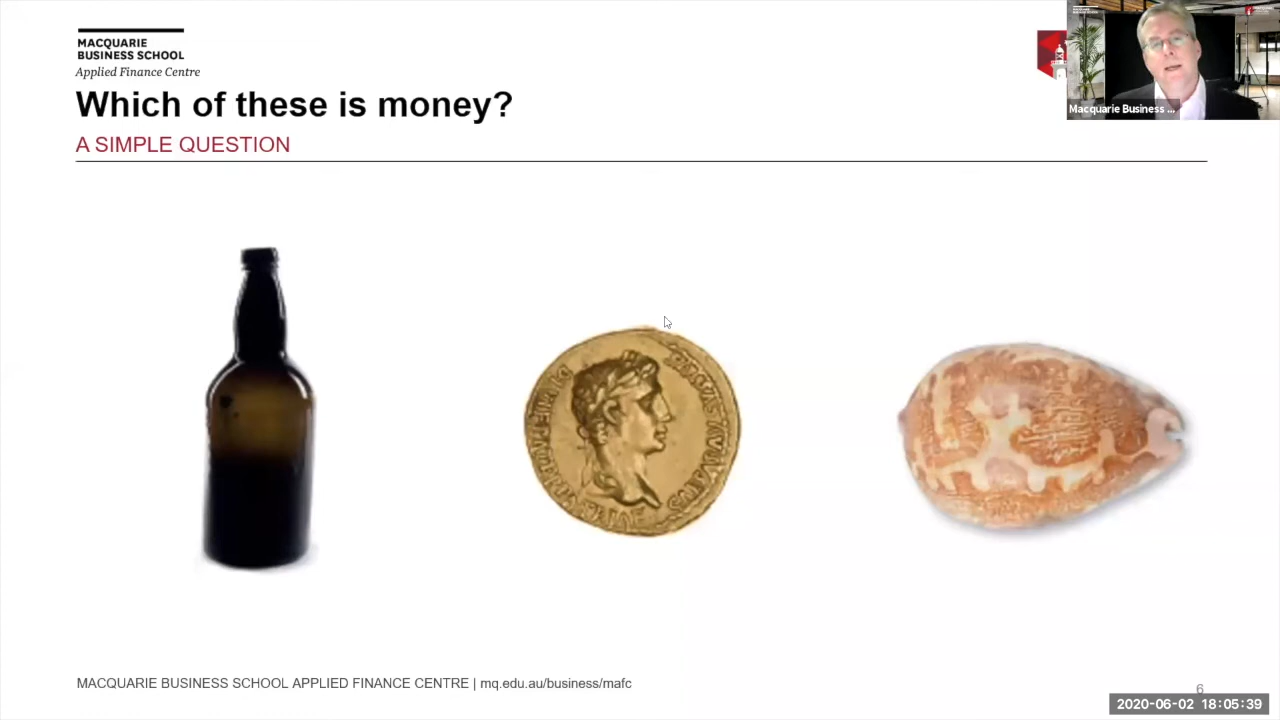 MACQUARIE
BUSINESS SCHOOL
Applied Finance Centre
Which of these is money?
A SIMPLE QUESTION
Macquarie Business ...
MACQUARIE BUSINESS SCHOOL APPLIED FINANCE CENTRE | mq.edu.au/business/mafc
6
2020-06-02 18:05:39